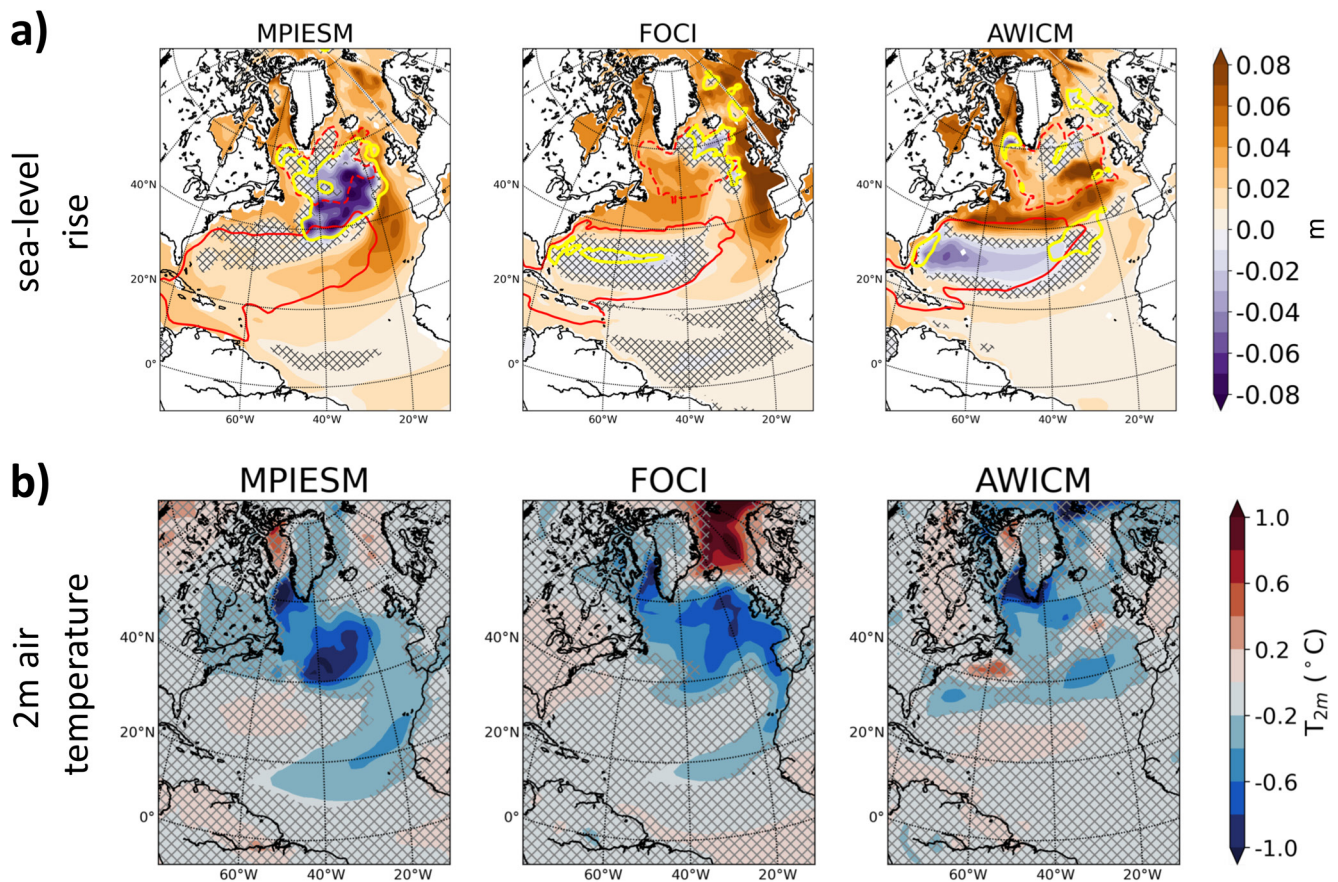 a)
MPIESM
FOCI
AWICM
sea-level
rise
40°N
20°N
0°
60°W
40°W
20°W
40°N
20°N
0°
60°W
40°W
20°W
40°N
20°N
0°
60°W
40°W
20°W
0.08
0.06
0.04
0.02
0.0
-0.02
-0.04
-0.06
-0.08
m
b)
MPIESM
FOCI
AWICM
2m air
temperature
40°N
20°N
0°
60°W
40°W
20°W
40°N
20°N
0°
60°W
40°W
20°W
40°N
20°N
0°
60°W
40°W
20°W
1.0
0.6
0.2
-0.2
-0.6
-1.0
T2m (°C)